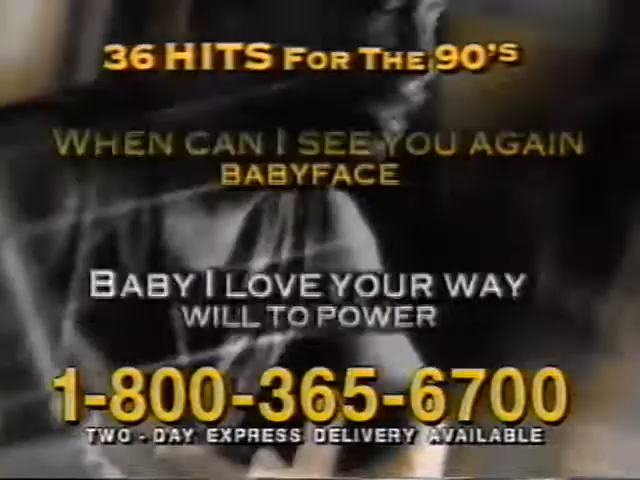 36 HITS FOR THE 90'S
WHEN CAN I SEE YOU AGAIN
BABYFACE
BABY I LOVE YOUR WAY
WILL TO POWER
1-800-365-6700
TWO - DAY EXPRESS DELIVERY AVAILABLE